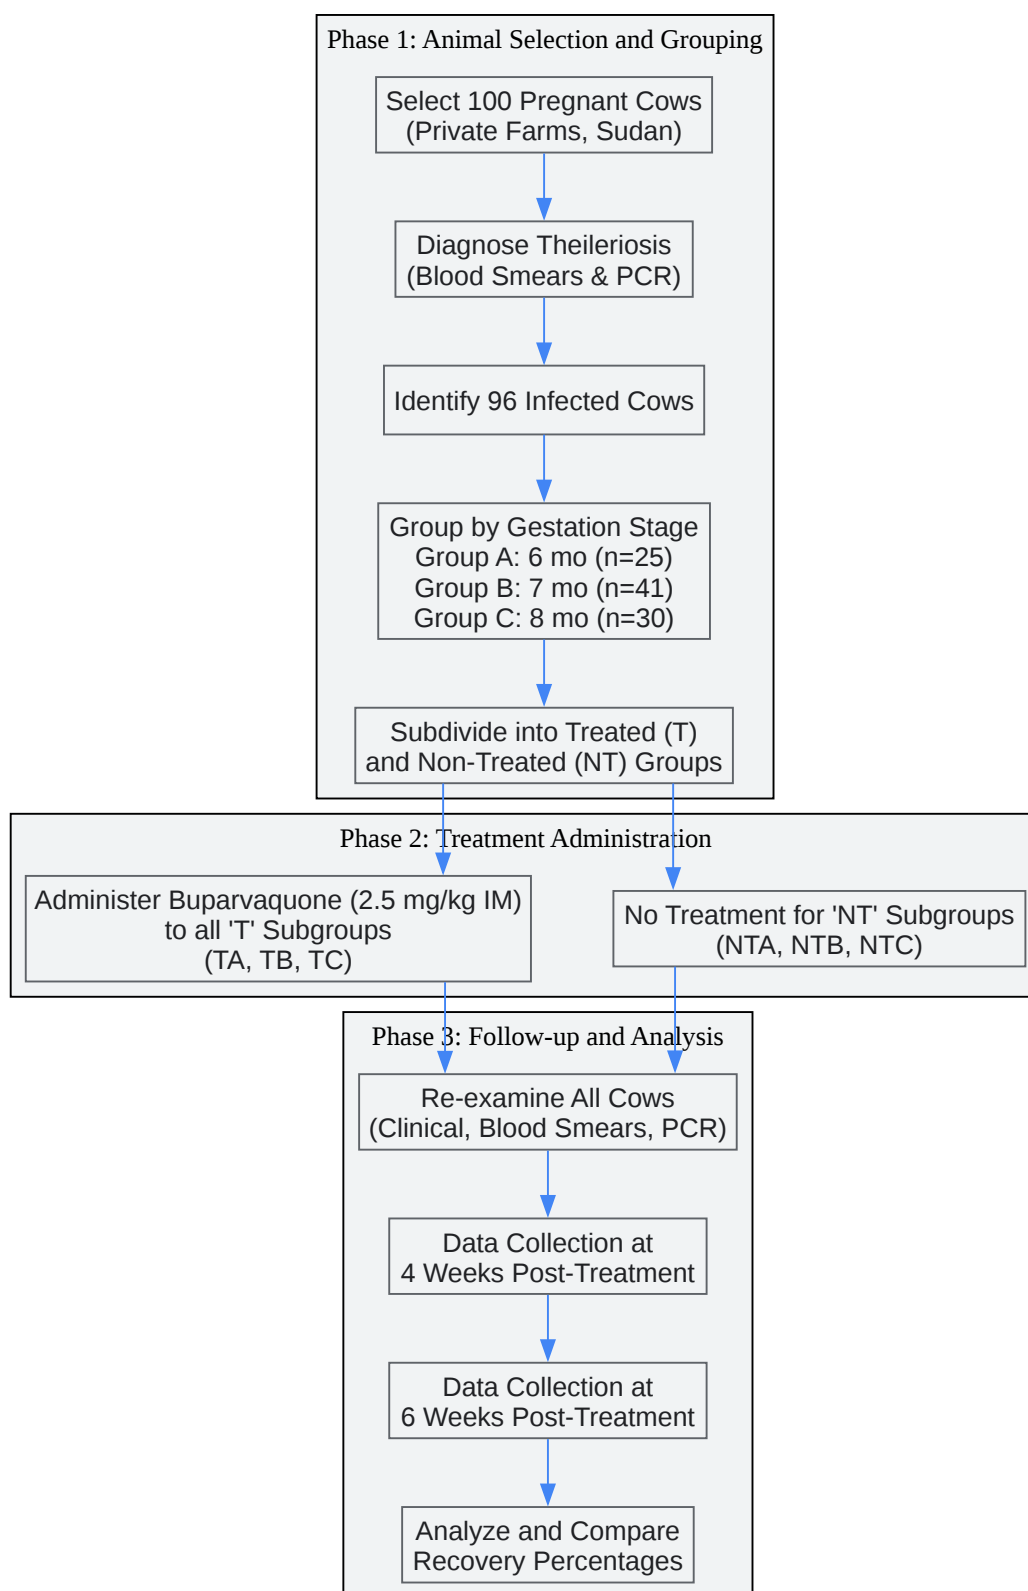 Phase 1: Animal Selection and Grouping
Select 100 Pregnant Cows
(Private Farms, Sudan)
Diagnose Theileriosis
(Blood Smears & PCR)
Identify 96 Infected Cows
Group by Gestation Stage
Group A: 6 mo (n=25)
Group B: 7 mo (n=41)
Group C: 8 mo (n=30)
Subdivide into Treated (T)
and Non-Treated (NT) Groups
Phase 2: Treatment Administration
Administer Buparvaquone (2.5 mg/kg IM)
to all 'T' Subgroups
(TA, TB, TC)
No Treatment for 'NT' Subgroups
(NTA, NTB, NTC)
Phase 3: Follow-up and Analysis
Re-examine All Cows
(Clinical, Blood Smears, PCR)
Data Collection at
4 Weeks Post-Treatment
Data Collection at
6 Weeks Post-Treatment
Analyze and Compare
Recovery Percentages